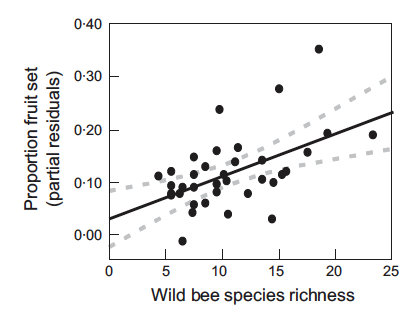 0·40
0·30
0·20
0·10
0·00
Proportion fruit set
(partial residuals)
0 5 10 15 20 25
Wild bee species richness